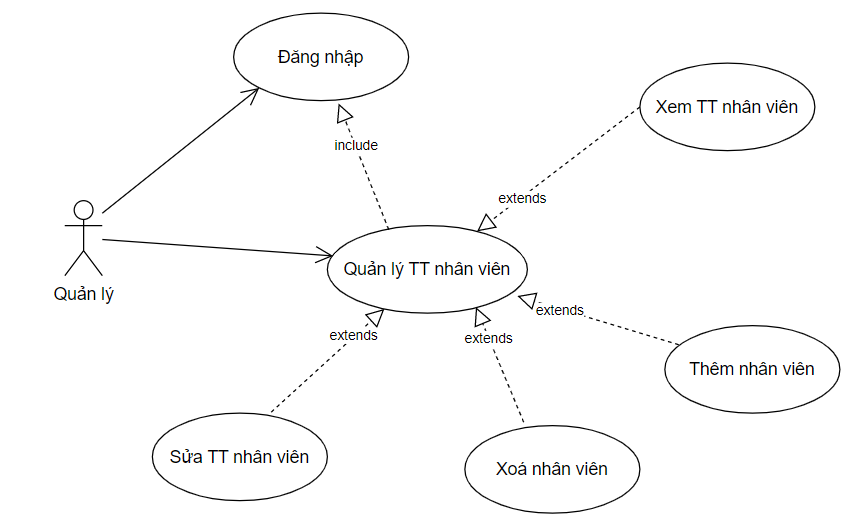 Đăng nhập
Xem TT nhân viên
include
extends
Quản lý TT nhân viên
Quản lý
extends
extends
extends
Thêm nhân viên
Sửa TT nhân viên
Xoá nhân viên